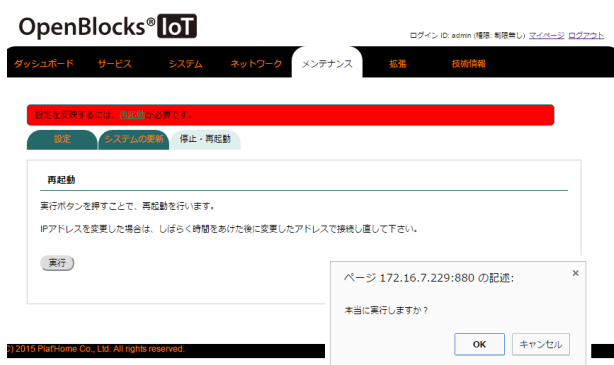 OpenBlocks® IoT
ログイン ID: admin (権限: 制限無し) マイページ ログアウト
ダッシュボード サービス システム ネットワーク メンテナンス 拡張 技術情報
設定を反映するには、再起動が必要です。
設定 システムの更新 停止・再起動
再起動
実行ボタンを押すことで、再起動を行います。
IPアドレスを変更した場合は、しばらく時間をあけた後に変更したアドレスで接続し直して下さい。
実行
ページ 172.16.7.229:880 の記述:
×
本当に実行しますか?
OK キャンセル
C) 2015 Plat'Home Co., Ltd. All rights reserved.